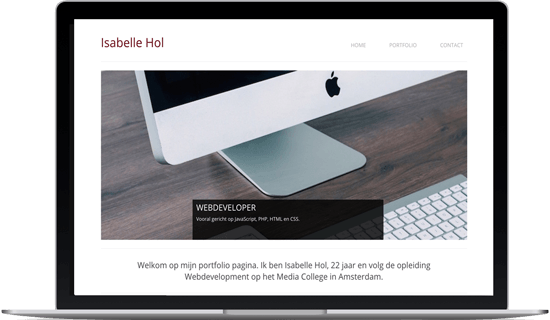 Isabelle Hol
HOME PORTFOLIO CONTACT
WEBDEVELOPER
Vooral gericht op JavaScript, PHP, HTML en CSS.
Welkom op mijn portfolio pagina. Ik ben Isabelle Hol, 22 jaar en volg de opleiding
Webdevelopment op het Media College in Amsterdam.